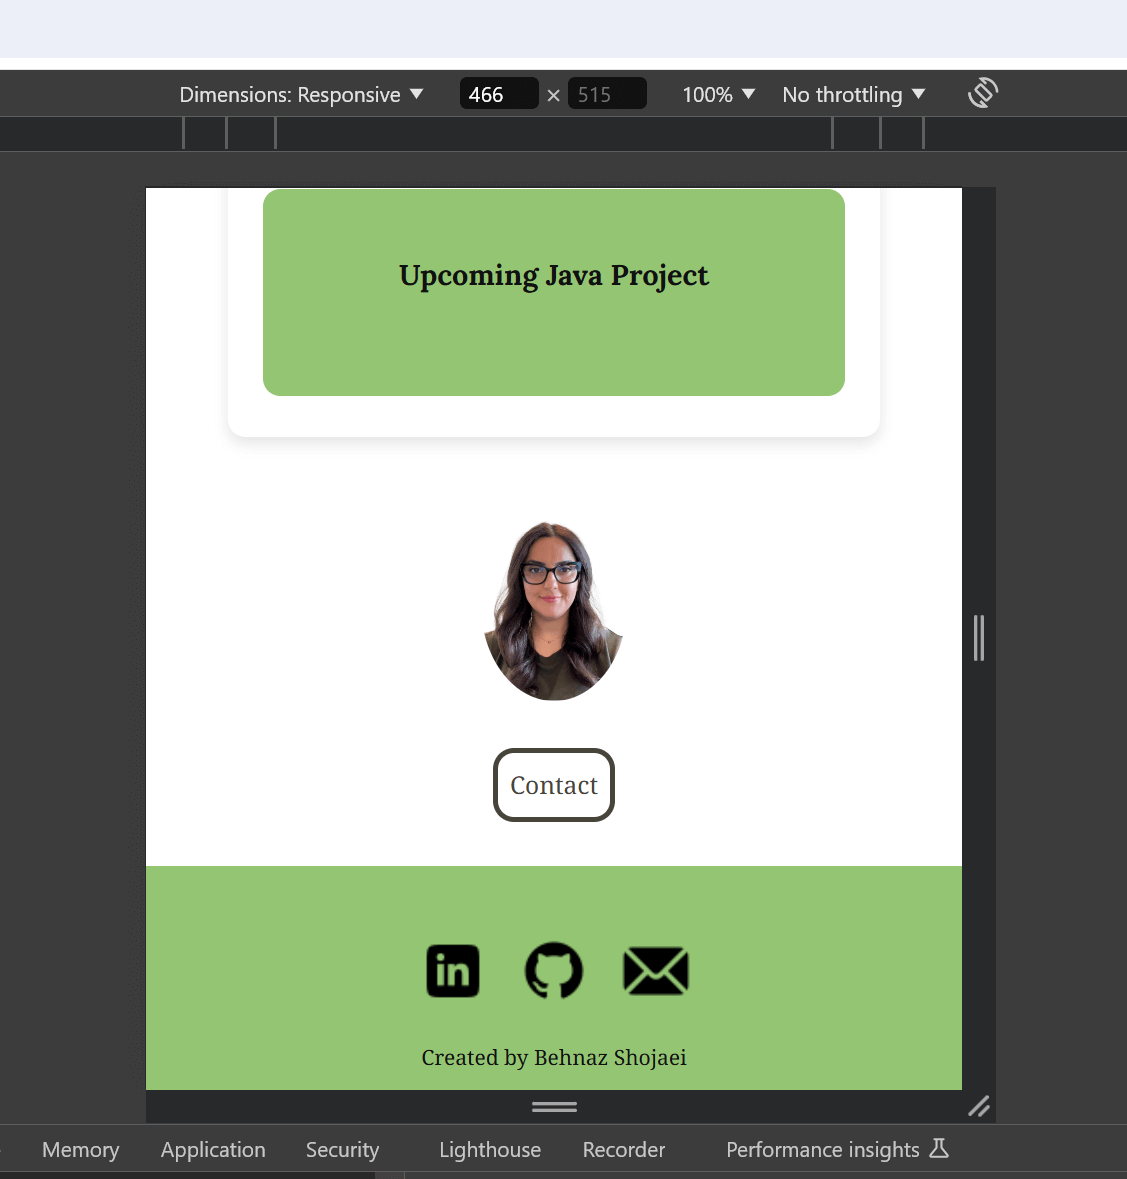 Dimensions: Responsive 466 × 515 100% No throttling
Upcoming Java Project
Contact
in
Created by Behnaz Shojaei
Memory Application Security Lighthouse Recorder Performance insights